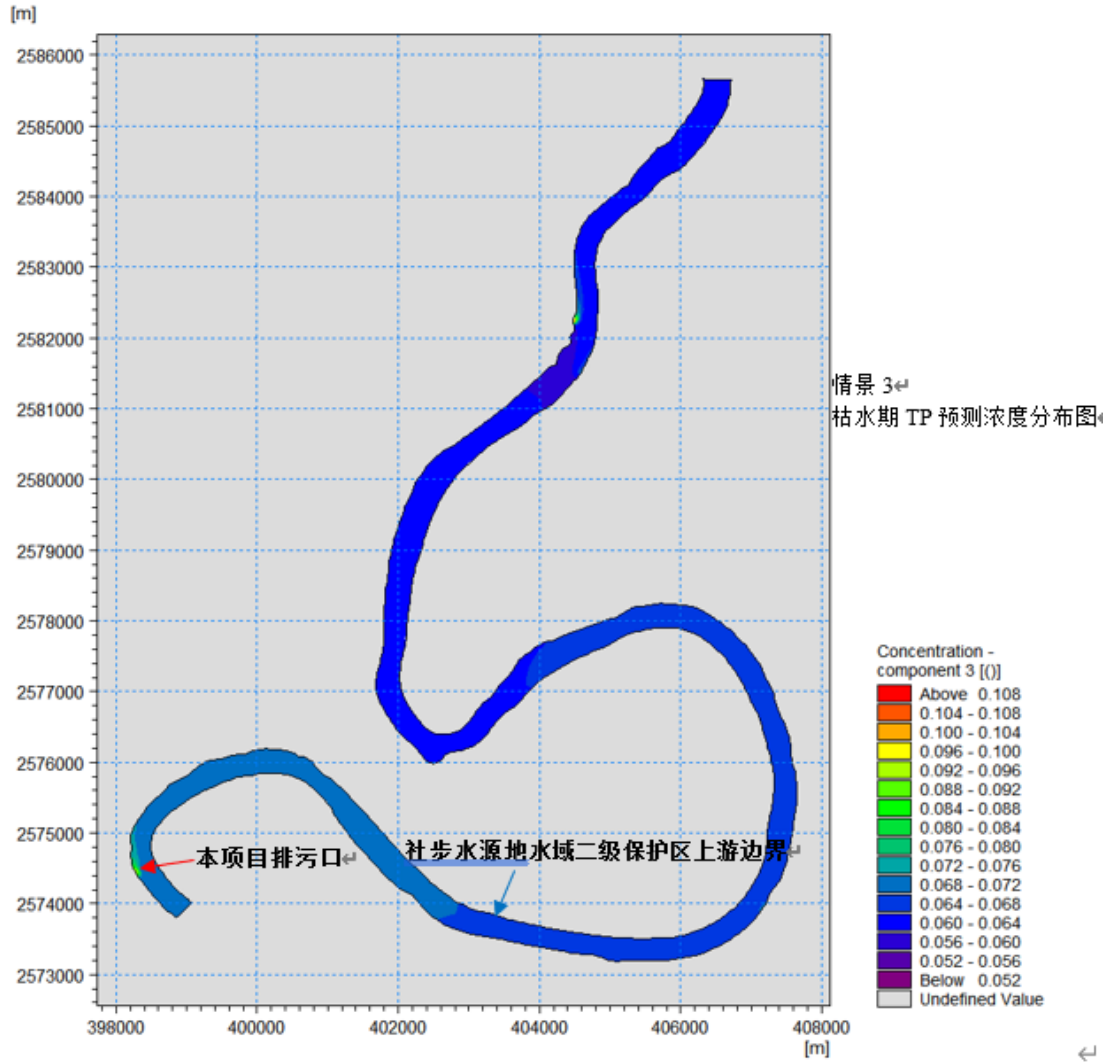 [m]
2586000
2585000
2584000
2583000
2582000
2581000
2580000
2579000
2578000
2577000
2576000
2575000
2574000
2573000
398000 400000 402000 404000 406000 408000
[m]
情景 3↵
枯水期 TP 预测浓度分布图↵
本项目排污口↵
社步水源地水域二级保护区上游边界↵
Concentration -
component 3 [()]
Above 0.108
0.104 - 0.108
0.100 - 0.104
0.096 - 0.100
0.092 - 0.096
0.088 - 0.092
0.084 - 0.088
0.080 - 0.084
0.076 - 0.080
0.072 - 0.076
0.068 - 0.072
0.064 - 0.068
0.060 - 0.064
0.056 - 0.060
0.052 - 0.056
Below 0.052
Undefined Value
↵